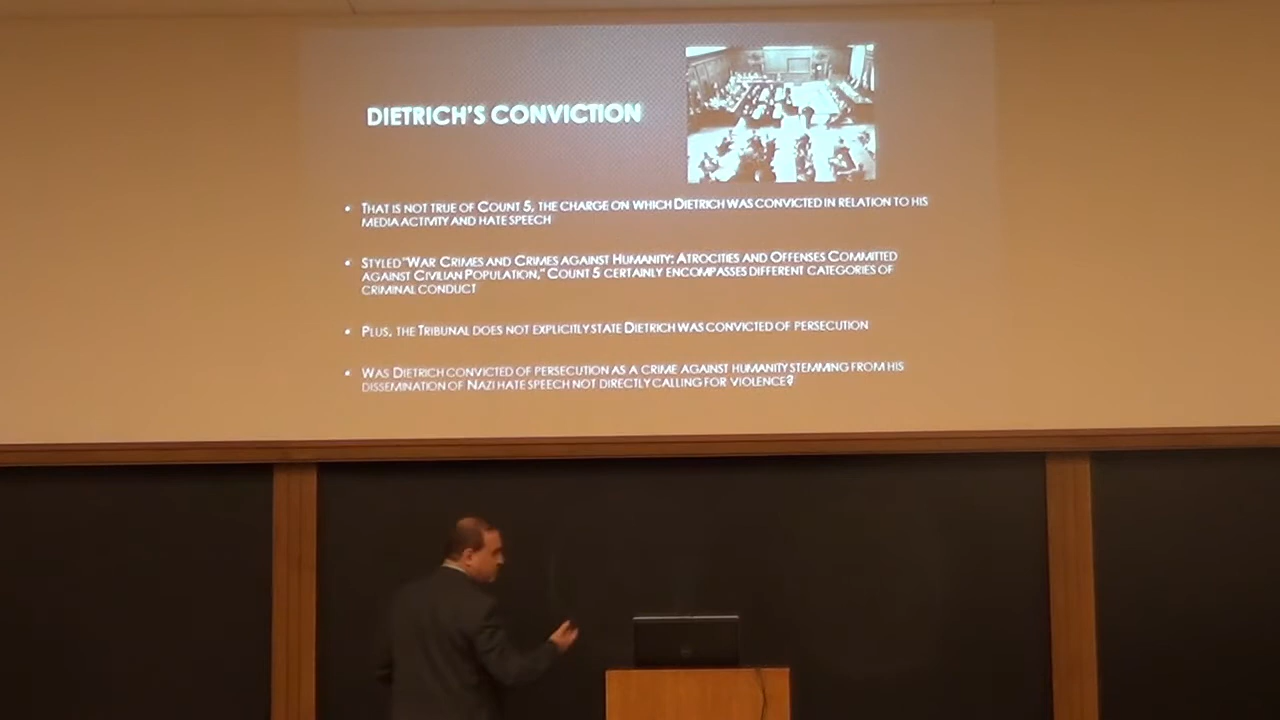 DIETRICH'S CONVICTION
• THAT IS NOT TRUE OF COUNT 5, THE CHARGE ON WHICH DIETRICH WAS CONVICTED IN RELATION TO HIS
MEDIA ACTIVITY AND HATE SPEECH
• STYLED "WAR CRIMES AND CRIMES AGAINST HUMANITY: ATROCITIES AND OFFENSES COMMITTED
AGAINST CIVILIAN POPULATION," COUNT 5 CERTAINLY ENCOMPASSES DIFFERENT CATEGORIES OF
CRIMINAL CONDUCT
• PLUS, THE TRIBUNAL DOES NOT EXPLICITLY STATE DIETRICH WAS CONVICTED OF PERSECUTION
• WAS DIETRICH CONVICTED OF PERSECUTION AS A CRIME AGAINST HUMANITY STEMMING FROM HIS
DISSEMINATION OF NAZI HATE SPEECH NOT DIRECTLY CALLING FOR VIOLENCE?